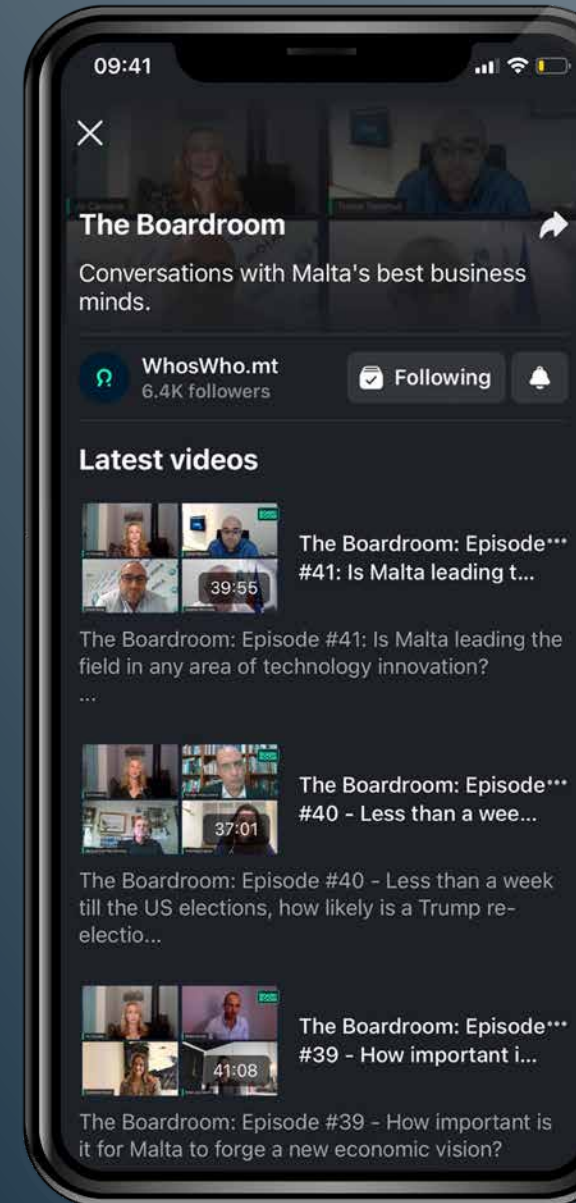 09:41
The Boardroom
Conversations with Malta's best business
minds.
WhosWho.mt
6.4K followers
Following
Latest videos
39:55
The Boardroom: Episode
#41: Is Malta leading t...
The Boardroom: Episode #41: Is Malta leading the
field in any area of technology innovation?
...
37:01
The Boardroom: Episode
#40 - Less than a wee...
The Boardroom: Episode #40 - Less than a week
till the US elections, how likely is a Trump re-
electio...
41:08
The Boardroom: Episode
#39 - How important i...
The Boardroom: Episode #39 - How important is
it for Malta to forge a new economic vision?